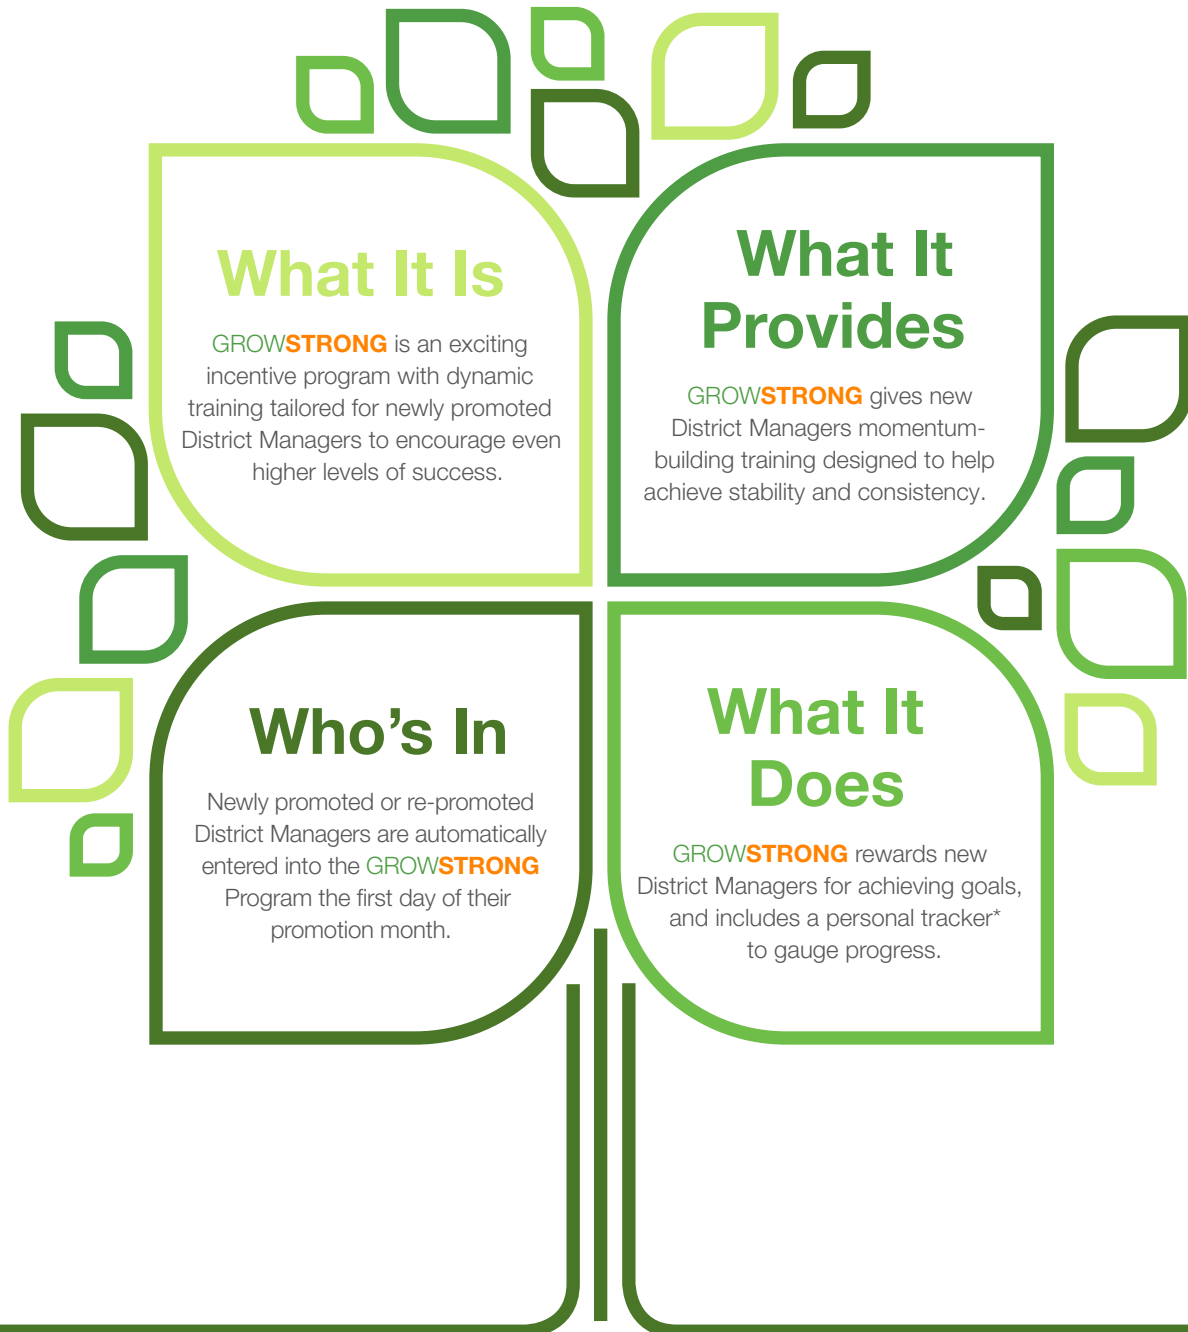 What It Is
GROWSTRONG is an exciting
incentive program with dynamic
training tailored for newly promoted
District Managers to encourage even
higher levels of success.
What It
Provides
GROWSTRONG gives new
District Managers momentum-
building training designed to help
achieve stability and consistency.
Who’s In
Newly promoted or re-promoted
District Managers are automatically
entered into the GROWSTRONG
Program the first day of their
promotion month.
What It
Does
GROWSTRONG rewards new
District Managers for achieving goals,
and includes a personal tracker*
to gauge progress.